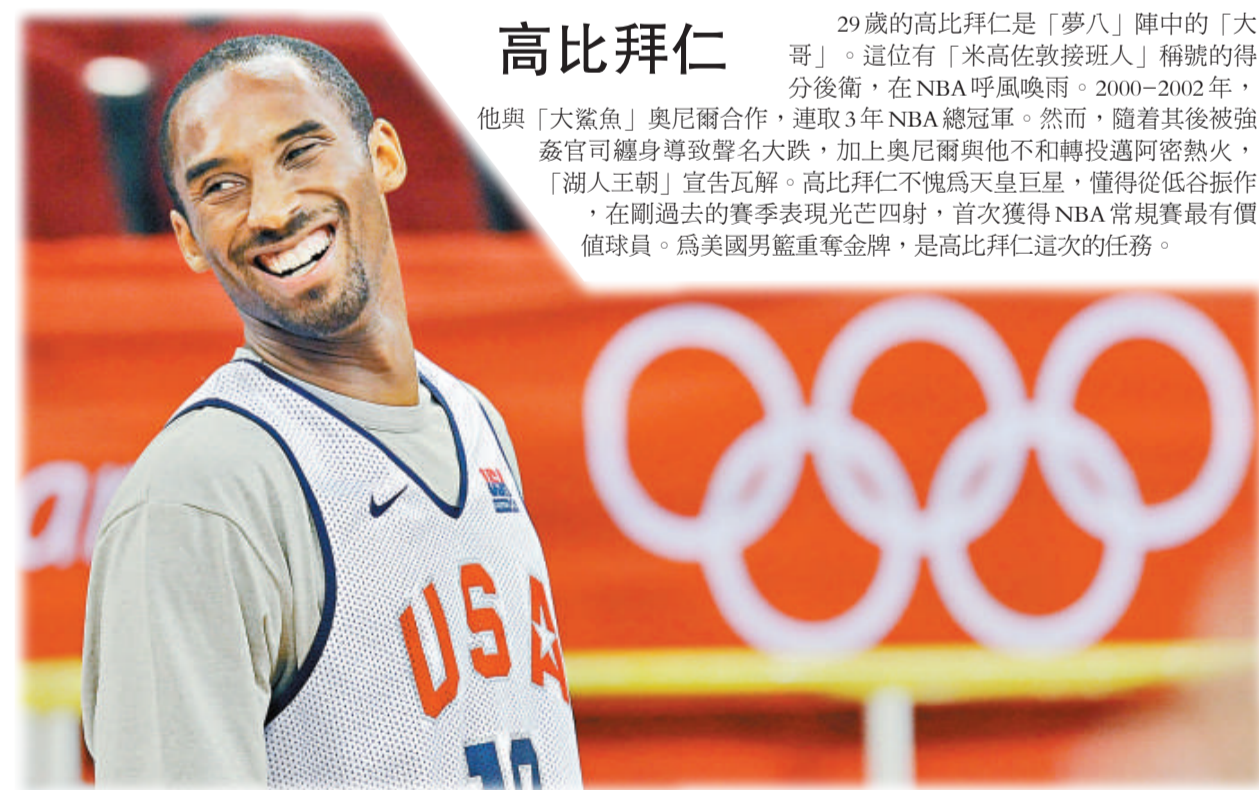 高比拜仁
29歲的高比拜仁是「夢八」陣中的「大
哥」。這位有「米高佐敦接班人」稱號的得
分後衛，在NBA呼風喚雨。2000−2002年，
他與「大鯊魚」奧尼爾合作，連取3年NBA總冠軍。然而，隨着其後被強
姦官司纏身導致聲名大跌，加上奧尼爾與他不和轉投邁阿密熱火，
「湖人王朝」宣告瓦解。高比拜仁不愧爲天皇巨星，懂得從低谷振作
，在剛過去的賽季表現光芒四射，首次獲得NBA常規賽最有價
值球員。爲美國男籃重奪金牌，是高比拜仁這次的任務。
USA
USA
10